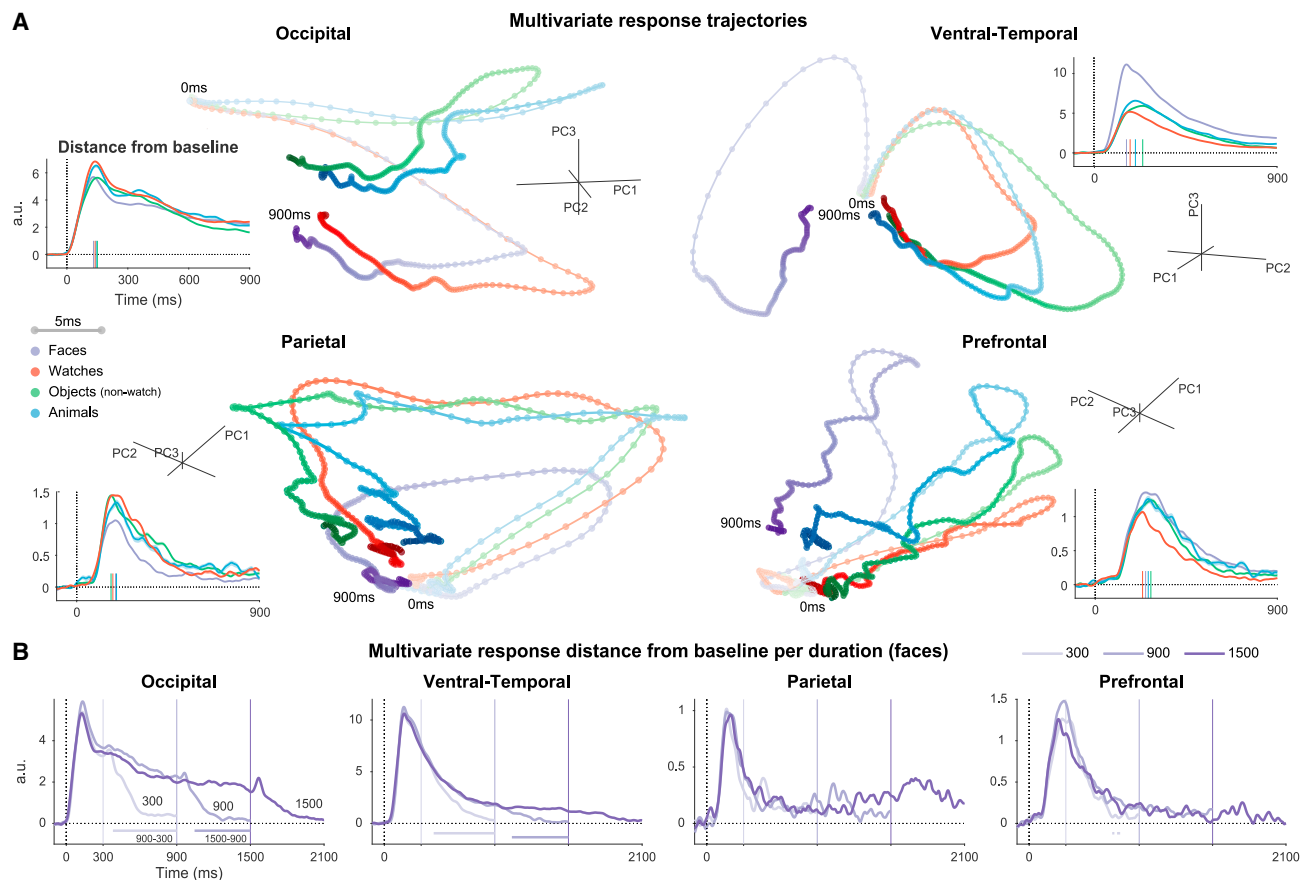 A
Multivariate response trajectories
Occipital
Ventral-Temporal
0ms
10
5
0
0
900
PC3
PC1
PC2
Distance from baseline
6
4
2
0
a.u.
0
300
600
900
Time (ms)
900ms
0ms
900ms
PC3
PC2
PC1
5ms
Faces
Watches
Objects (non-watch)
Animals
Parietal
Prefrontal
PC1
PC2
PC3
PC2
PC1
PC3
1.5
1
0.5
0
0
900
900ms
0ms
900ms
0ms
1
0.5
0
0
900
B
Multivariate response distance from baseline per duration (faces)
300
900
1500
Occipital
Ventral-Temporal
Parietal
Prefrontal
a.u.
4
2
0
300
900
1500
900-300
1500-900
0
300
900
1500
2100
Time (ms)
10
5
0
0
2100
1
0.5
0
0
2100
1.5
1
0.5
0
0
2100